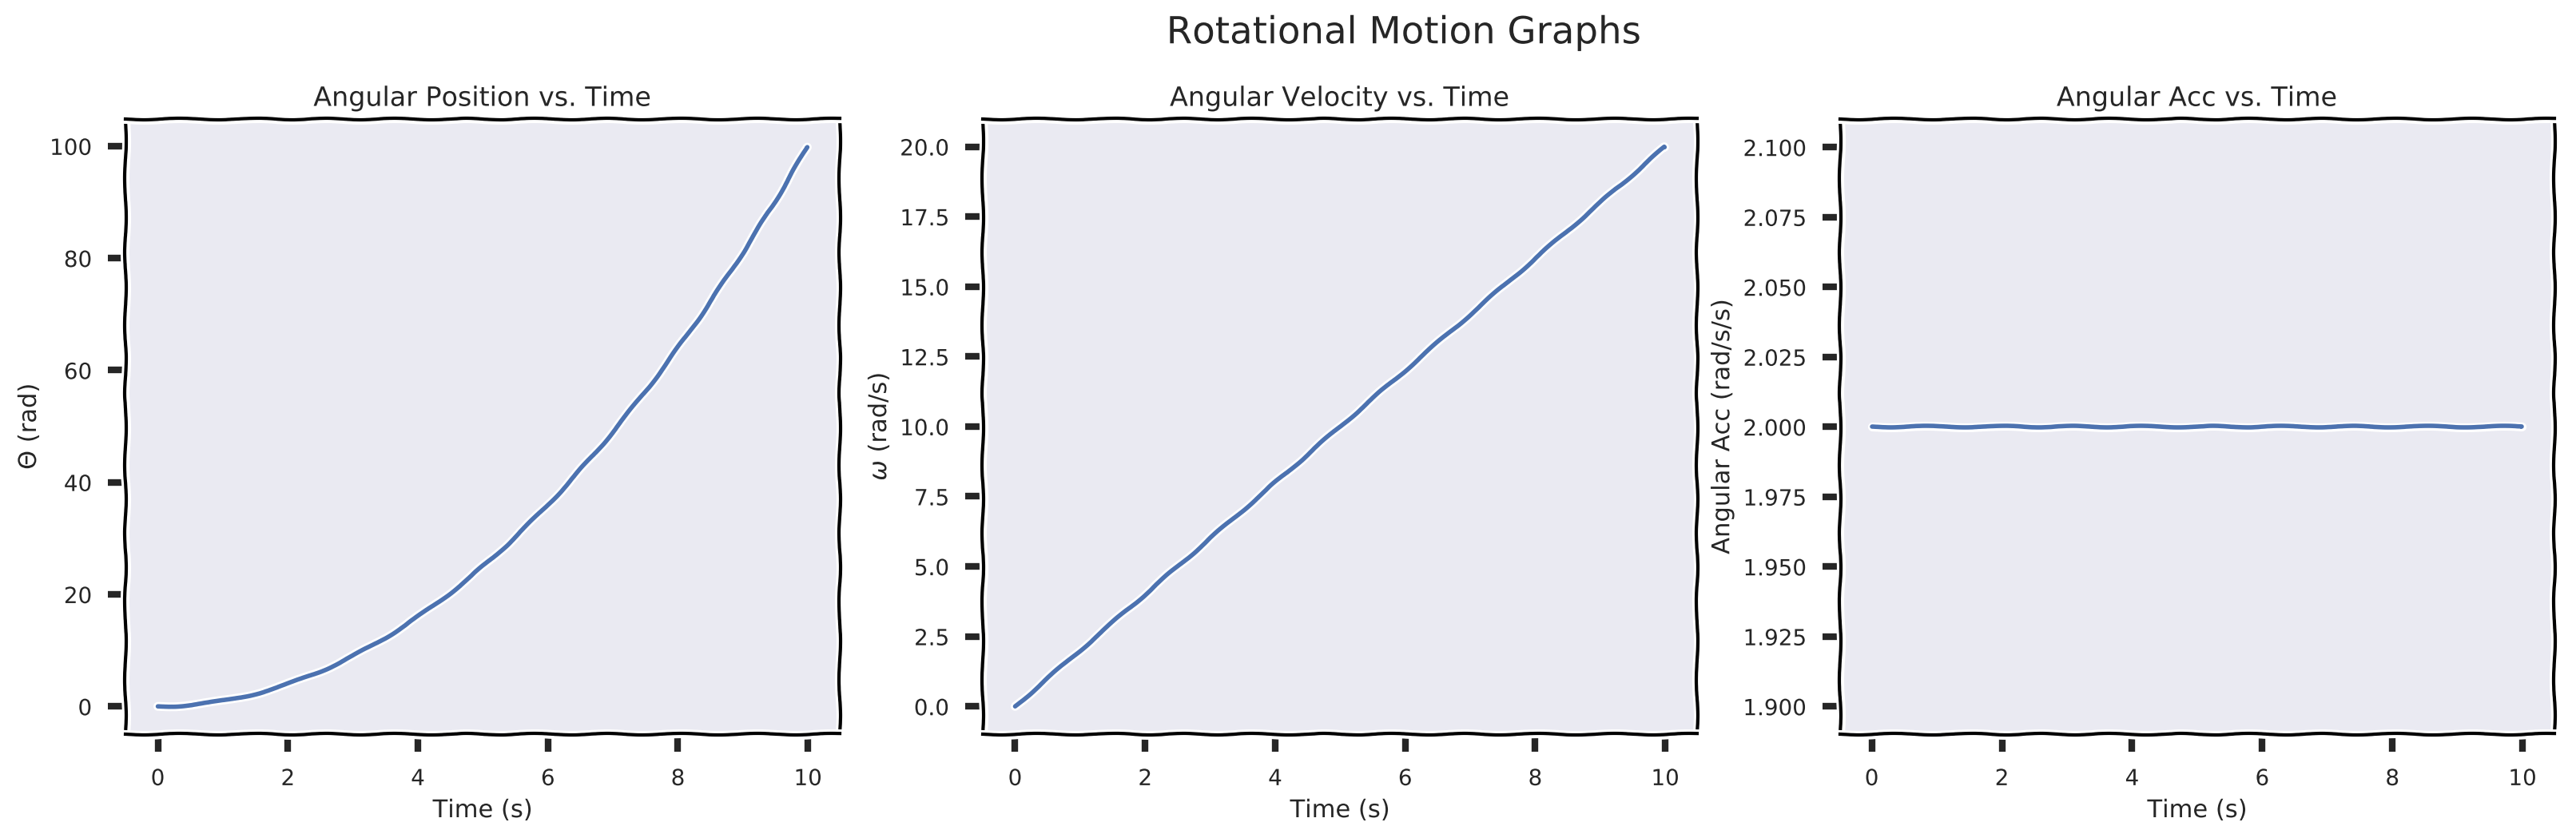 Rotational Motion Graphs
Angular Position vs. Time
Θ (rad)
100
80
60
40
20
0
0 2 4 6 8 10
Time (s)
Angular Velocity vs. Time
ω (rad/s)
20.0
17.5
15.0
12.5
10.0
7.5
5.0
2.5
0.0
0 2 4 6 8 10
Time (s)
Angular Acc vs. Time
Angular Acc (rad/s/s)
2.100
2.075
2.050
2.025
2.000
1.975
1.950
1.925
1.900
0 2 4 6 8 10
Time (s)